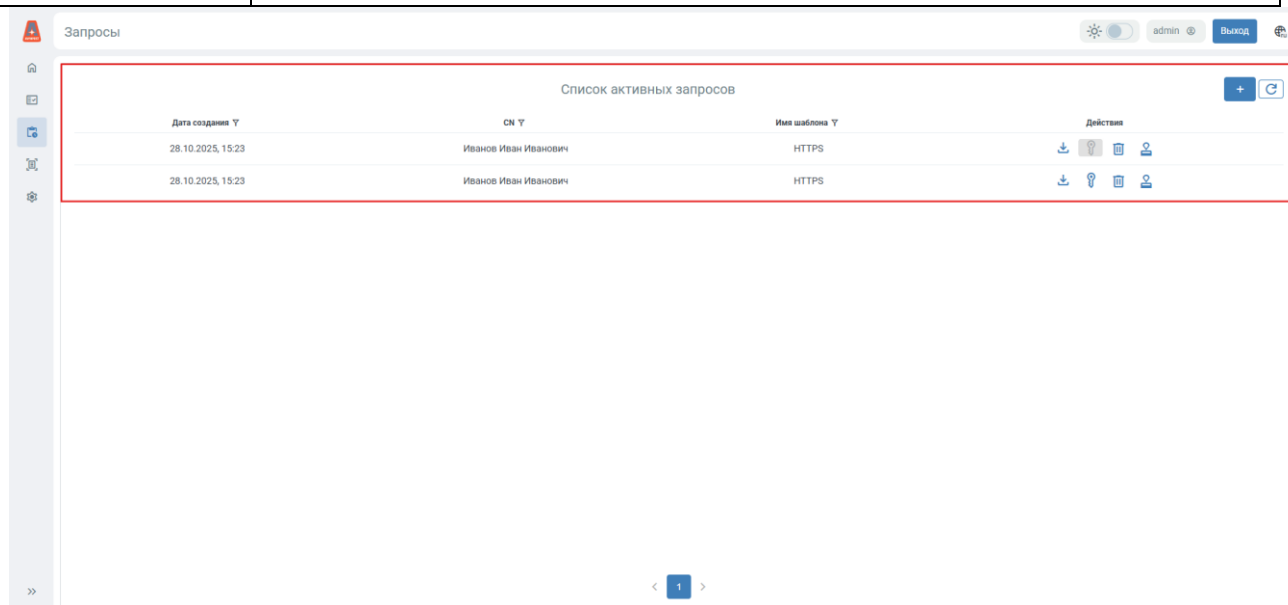 Запросы
admin
Выход
Список активных запросов
+
Дата создания CN Имя шаблона Действия
28.10.2025, 15:23 Иванов Иван Иванович HTTPS
28.10.2025, 15:23 Иванов Иван Иванович HTTPS
< 1 >